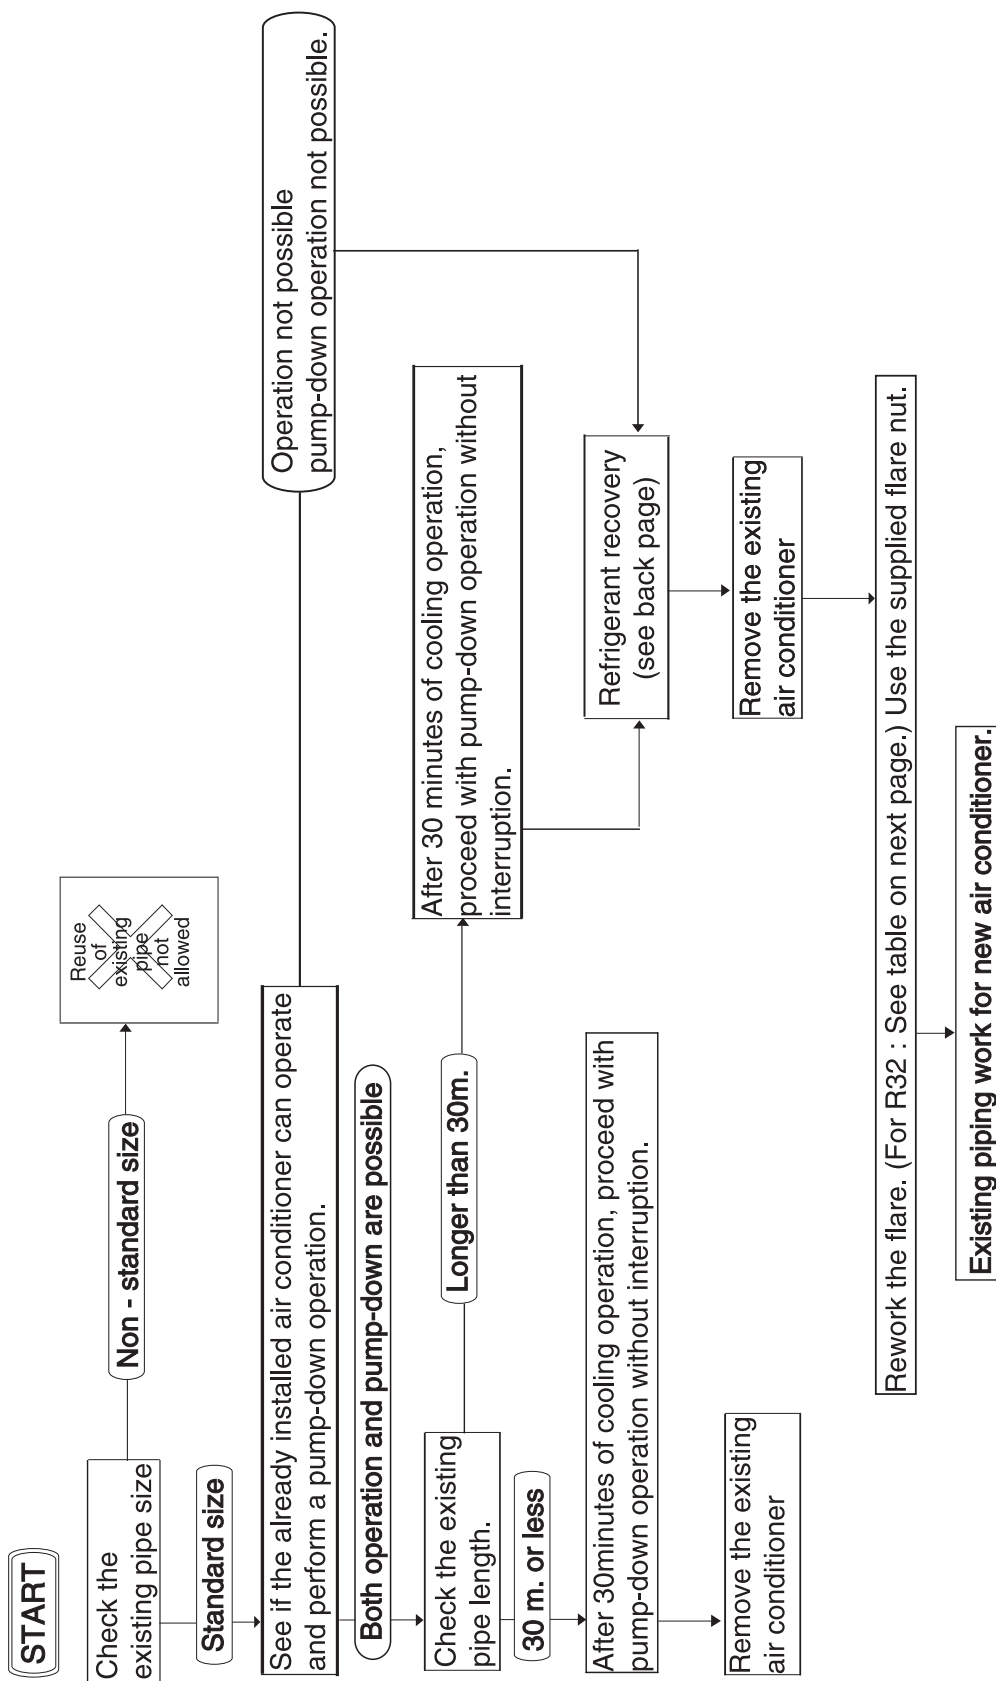 START
Check the
existing pipe size
Non - standard size
Reuse
of
existing
pipe
not
allowed
Standard size
See if the already installed air conditioner can operate
and perform a pump-down operation.
Operation not possible
pump-down operation not possible.
Both operation and pump-down are possible
Check the existing
pipe length.
Longer than 30m.
After 30 minutes of cooling operation,
proceed with pump-down operation without
interruption.
30 m. or less
After 30minutes of cooling operation, proceed with
pump-down operation without interruption.
Refrigerant recovery
(see back page)
Remove the existing
air conditioner
Remove the existing
air conditioner
Rework the flare. (For R32 : See table on next page.) Use the supplied flare nut.
Existing piping work for new air conditioner.